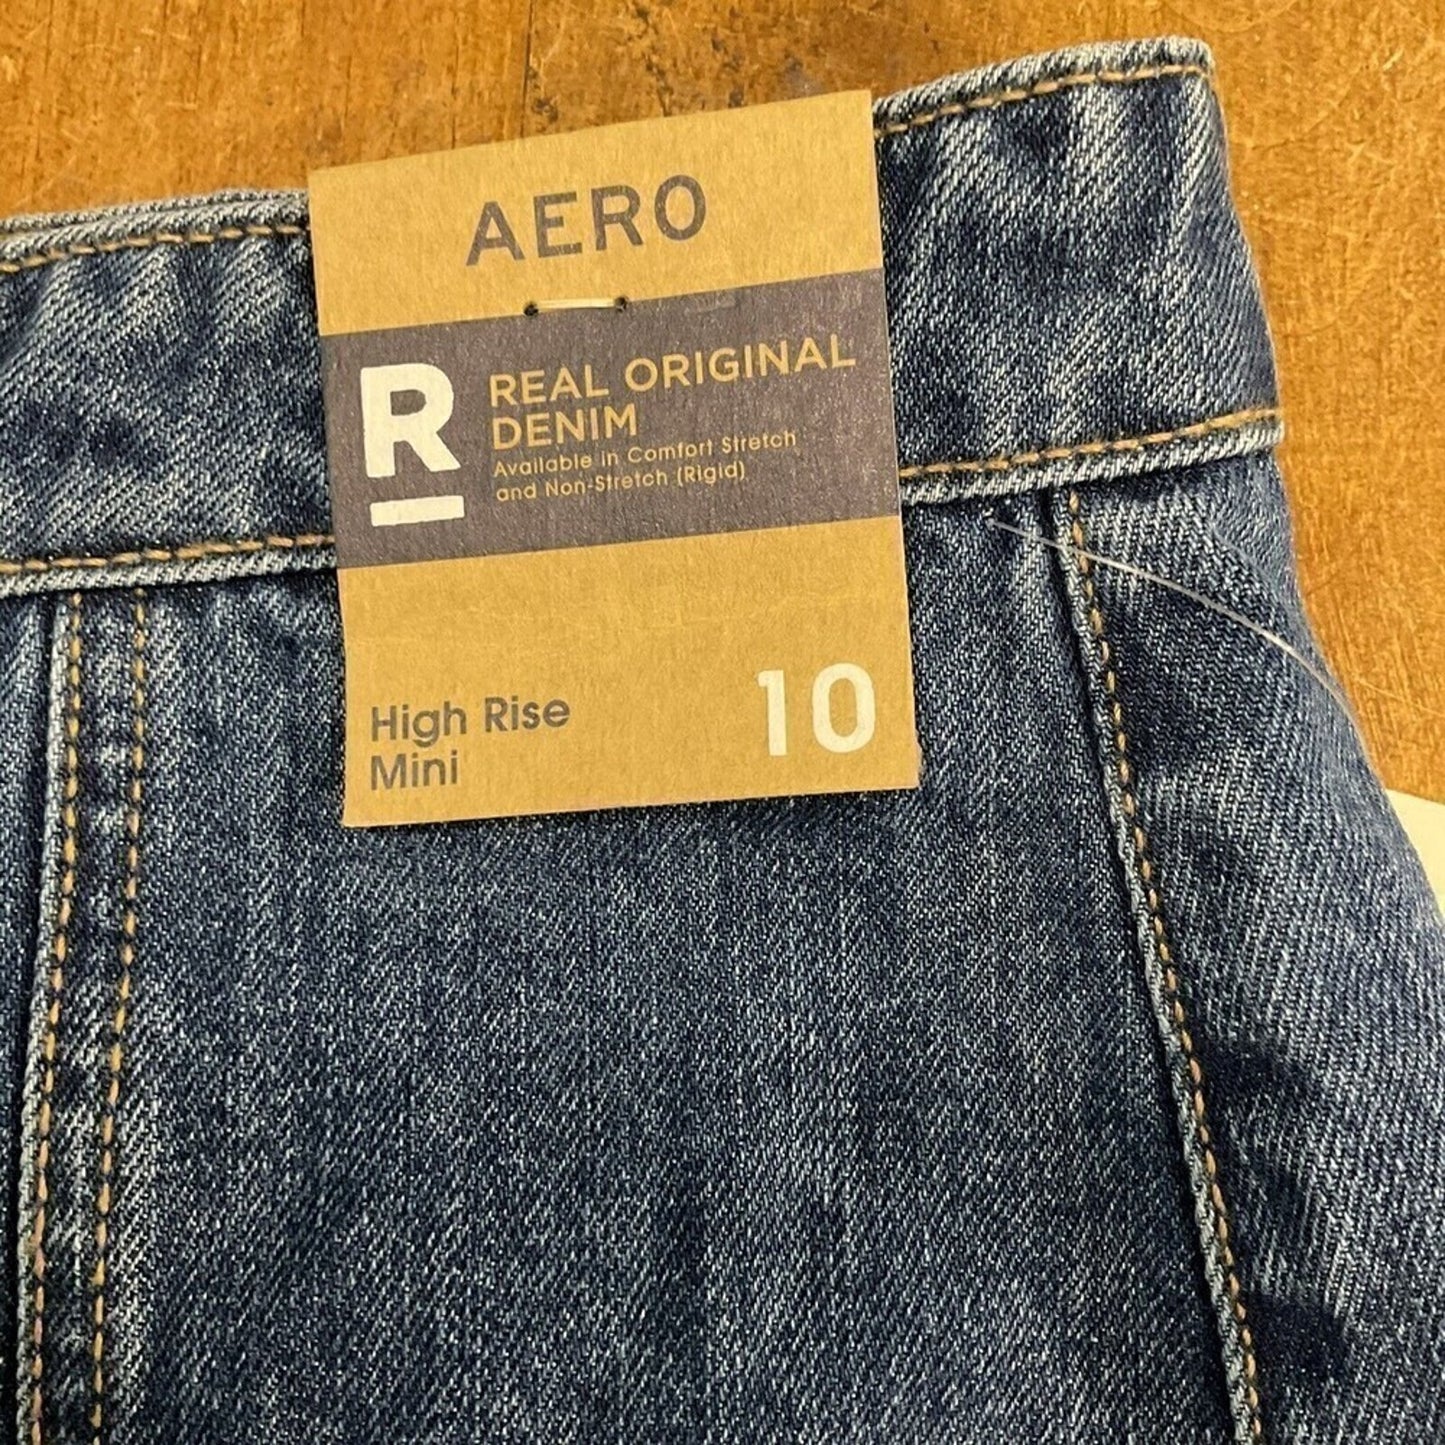 AERO
R
REAL ORIGINAL
DENIM
Available in Comfort Stretch
and Non-Stretch (Rigid)
High Rise
Mini
10